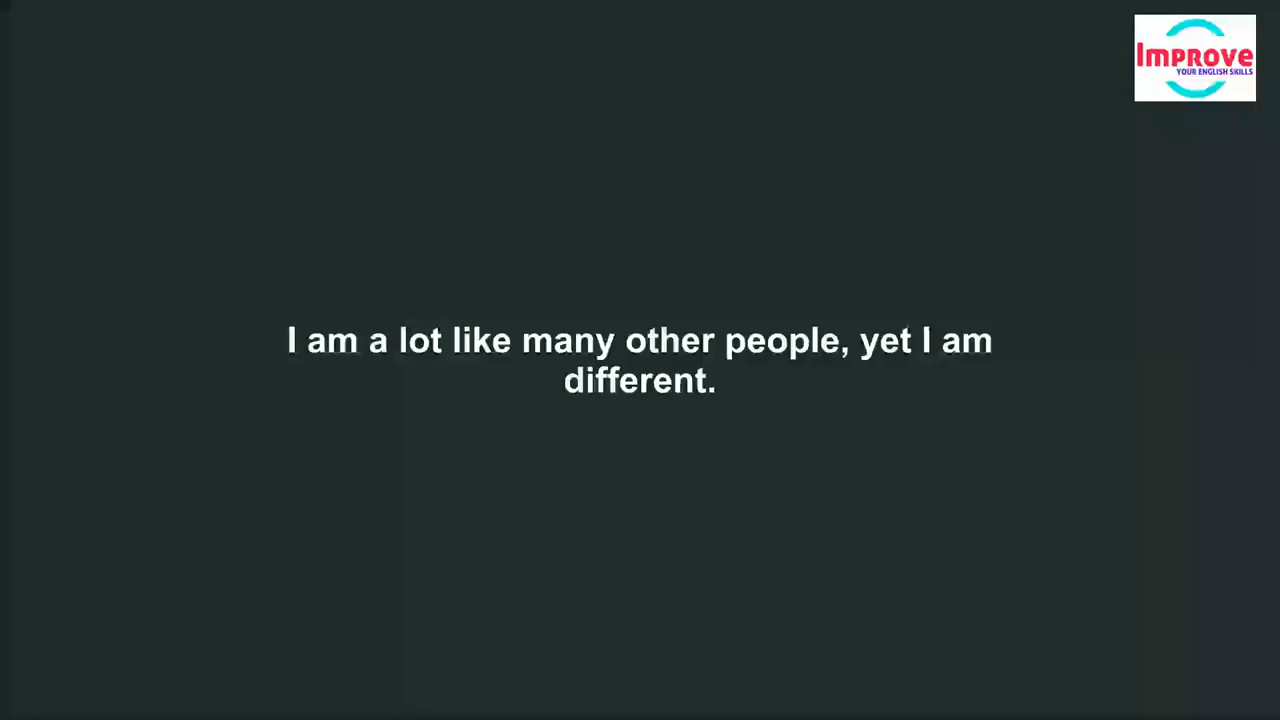 Improve
YOUR ENGLISH SKILLS
I am a lot like many other people, yet I am
different.